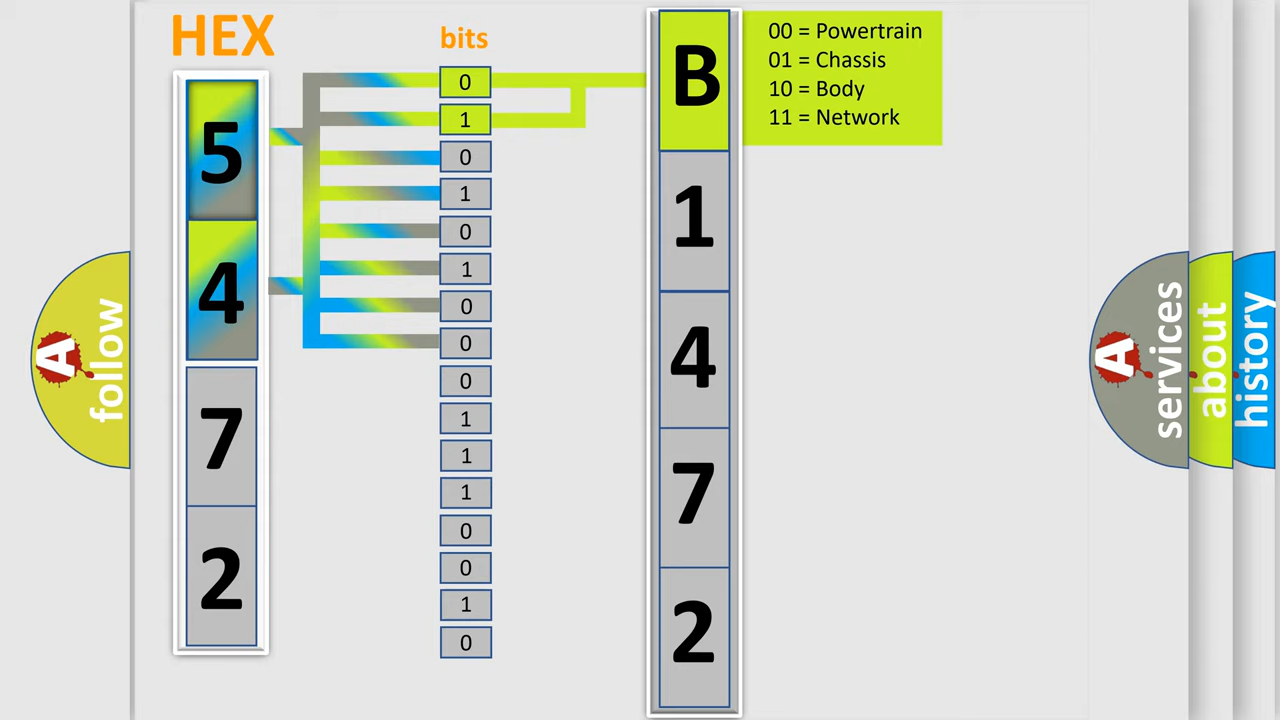 HEX
bits
5
4
7
2
0
1
0
1
0
1
0
0
0
1
1
1
0
0
1
0
B
1
4
7
2
00 = Powertrain
01 = Chassis
10 = Body
11 = Network
A
follow
A
services
about
history